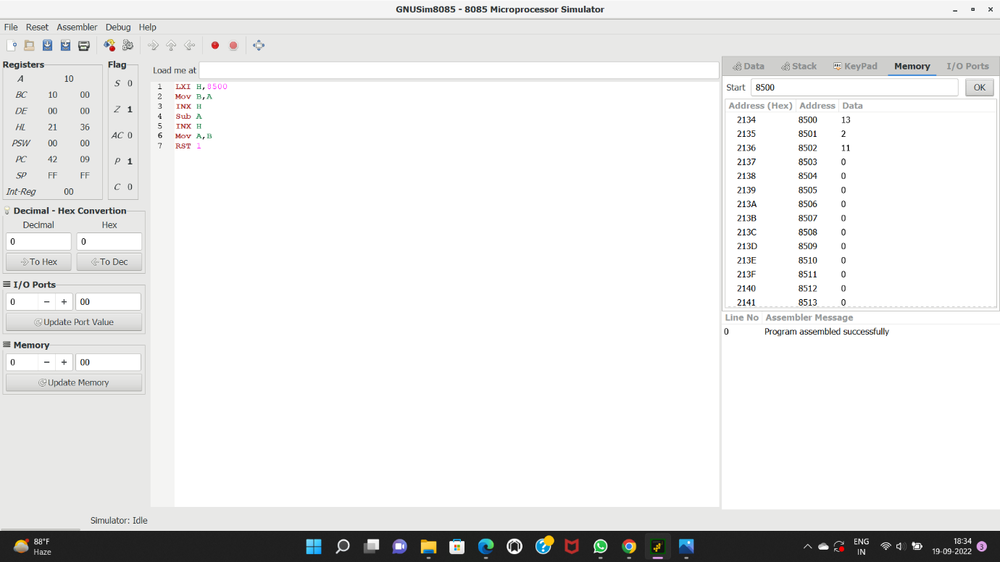 GNUSim8085 - 8085 Microprocessor Simulator
File Reset Assembler Debug Help
Registers
A 10
BC 10 00
DE 00 00
HL 21 36
PSW 00 00
PC 42 09
SP FF FF
Int-Reg 00
Flag
S 0
Z 1
AC 0
P 1
C 0
Decimal - Hex Convertion
Decimal Hex
0 0
To Hex To Dec
I/O Ports
0 − + 00
Update Port Value
Memory
0 − + 00
Update Memory
Load me at
1 LXI H,8500
2 Mov B,A
3 INX H
4 Sub A
5 INX H
6 Mov A,B
7 RST 1
Data Stack Abc KeyPad Memory I/O Ports
Start 8500 OK
Address (Hex) Address Data
2134 8500 13
2135 8501 2
2136 8502 11
2137 8503 0
2138 8504 0
2139 8505 0
213A 8506 0
213B 8507 0
213C 8508 0
213D 8509 0
213E 8510 0
213F 8511 0
2140 8512 0
2141 8513 0
Line No Assembler Message
0 Program assembled successfully
Simulator: Idle
88°F
Haze
ENG
IN
18:34
19-09-2022
3